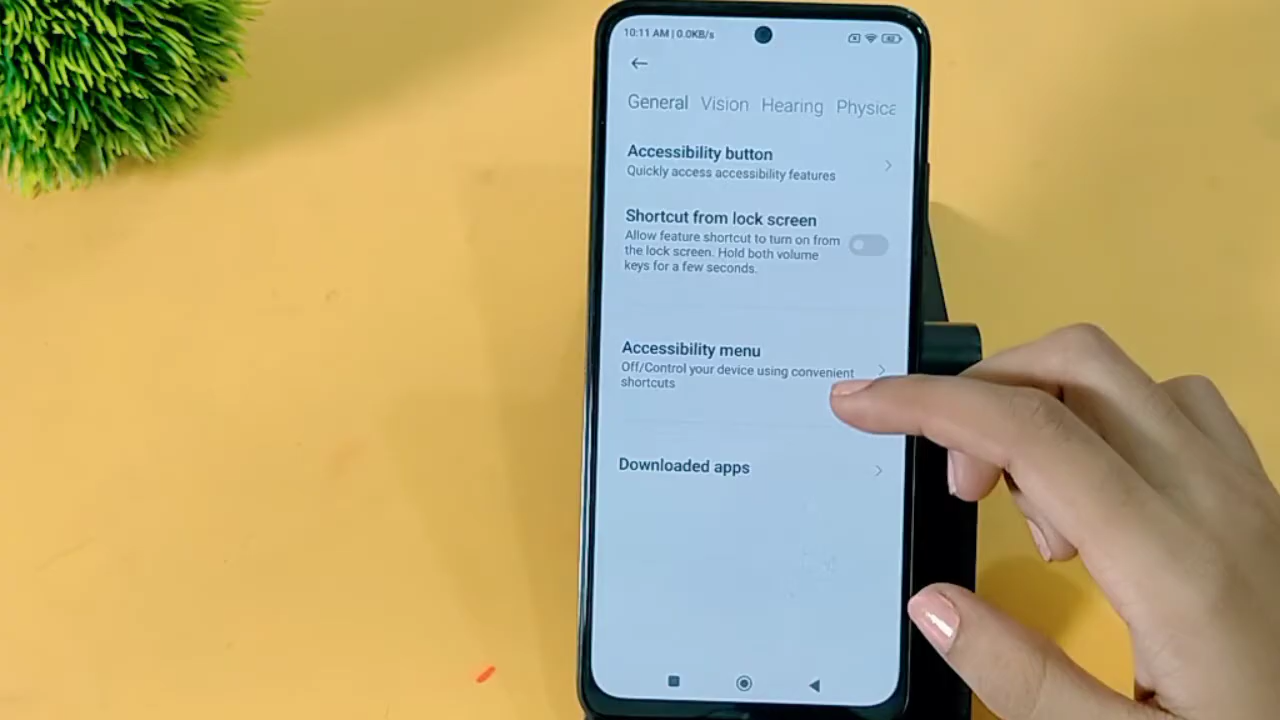 10:11 AM | 0.0KB/s
General Vision Hearing Physica
Accessibility button
Quickly access accessibility features
Shortcut from lock screen
Allow feature shortcut to turn on from
the lock screen. Hold both volume
keys for a few seconds.
Accessibility menu
Off/Control your device using convenient
shortcuts
Downloaded apps